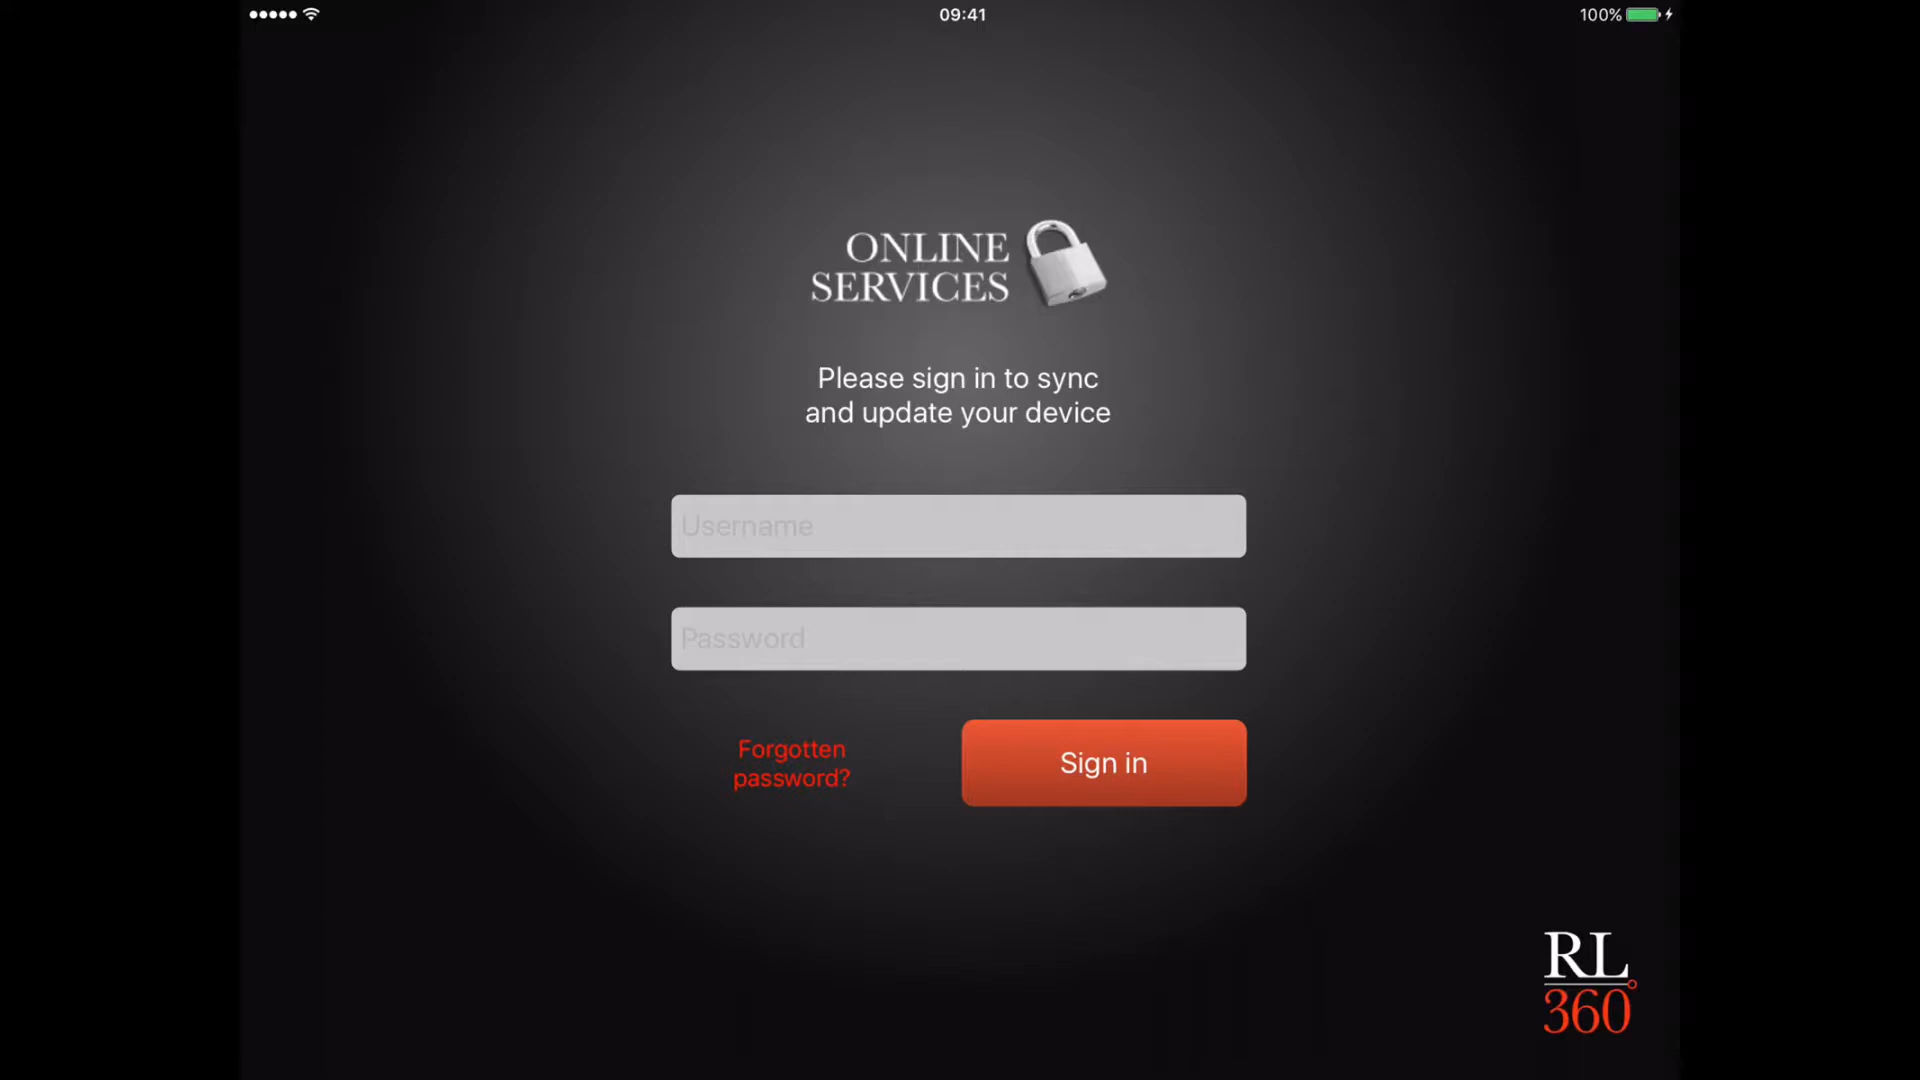 09:41
100%
ONLINE
SERVICES
Please sign in to sync
and update your device
Username
Password
Forgotten
password?
Sign in
RL
360°